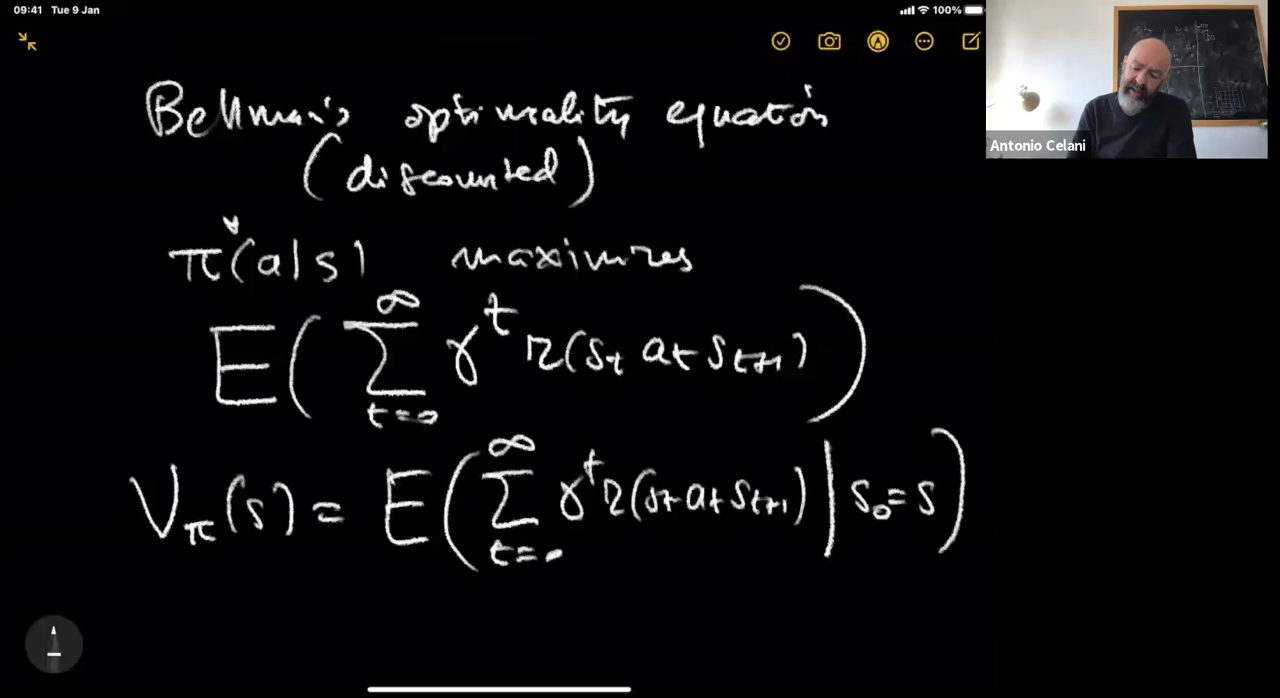 09:41 Tue 9 Jan
100%
Antonio Celani
Bellman's optimality equation
(discounted)
π*(a|s) maximizes
E(∑_{t=0}^{∞} γ^t r(s_t a_t s_{t+1}))
V_π(s) = E(∑_{t=0}^{∞} γ^t r(s_t a_t s_{t+1}) | s_0 = s)